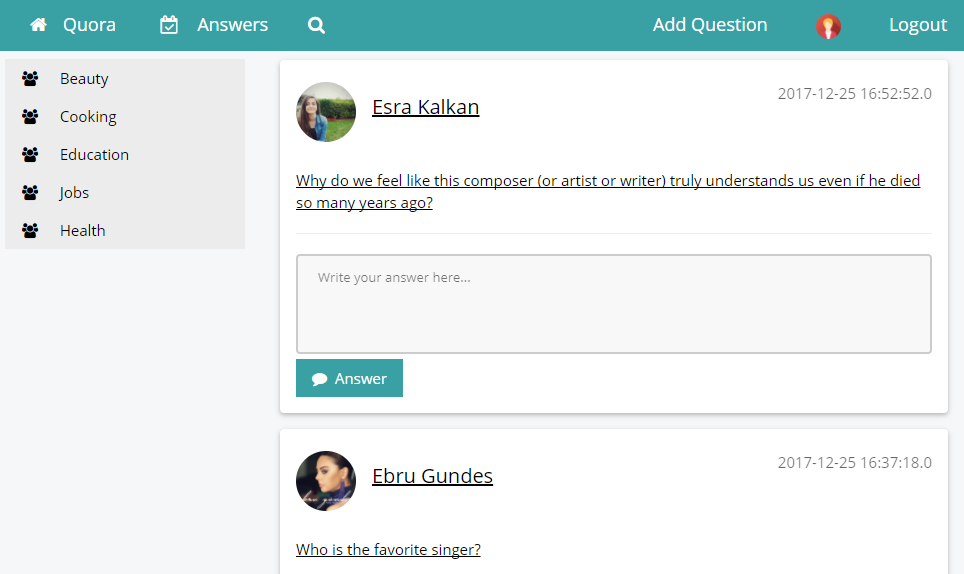 Quora Answers Add Question Logout
Beauty
Cooking
Education
Jobs
Health
Esra Kalkan
2017-12-25 16:52:52.0
Why do we feel like this composer (or artist or writer) truly understands us even if he died
so many years ago?
Write your answer here...
Answer
Ebru Gundes
2017-12-25 16:37:18.0
Who is the favorite singer?